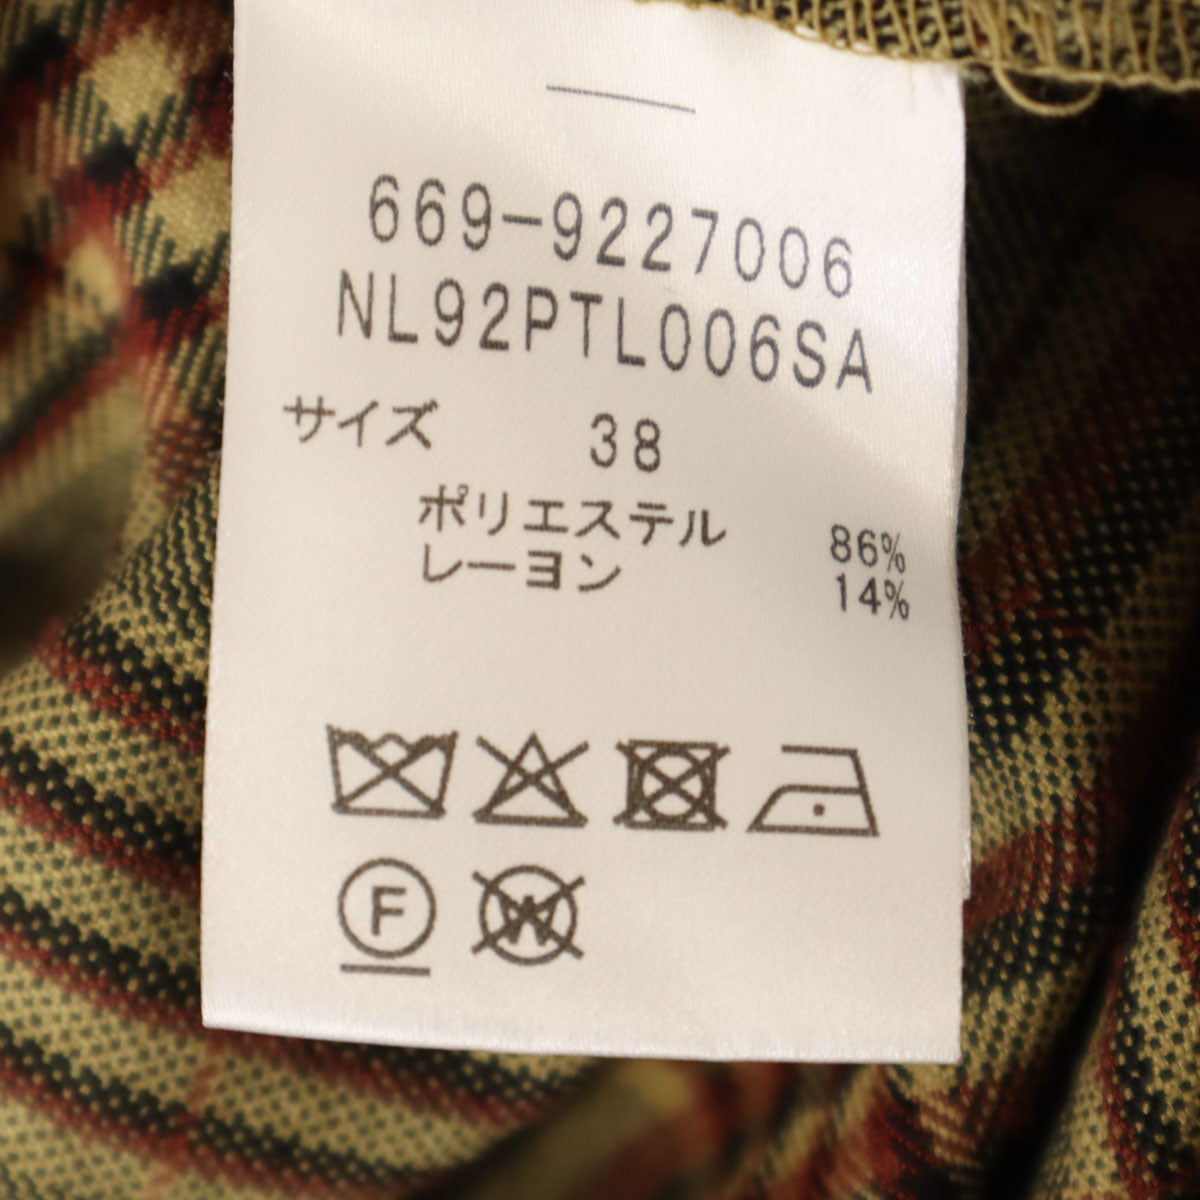 669-9227006
NL92PTL006SA
サイズ 38
ポリエステル 86%
レーヨン 14%
F W